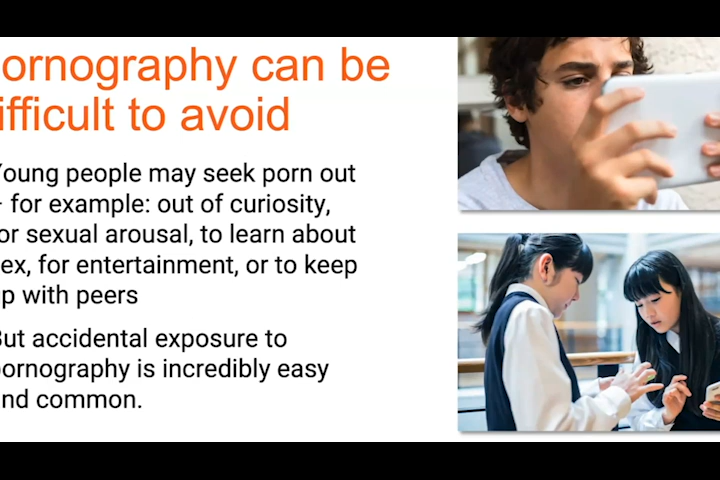 ornography can be
ifficult to avoid
Young people may seek porn out
- for example: out of curiosity,
or sexual arousal, to learn about
ex, for entertainment, or to keep
p with peers
But accidental exposure to
pornography is incredibly easy
nd common.